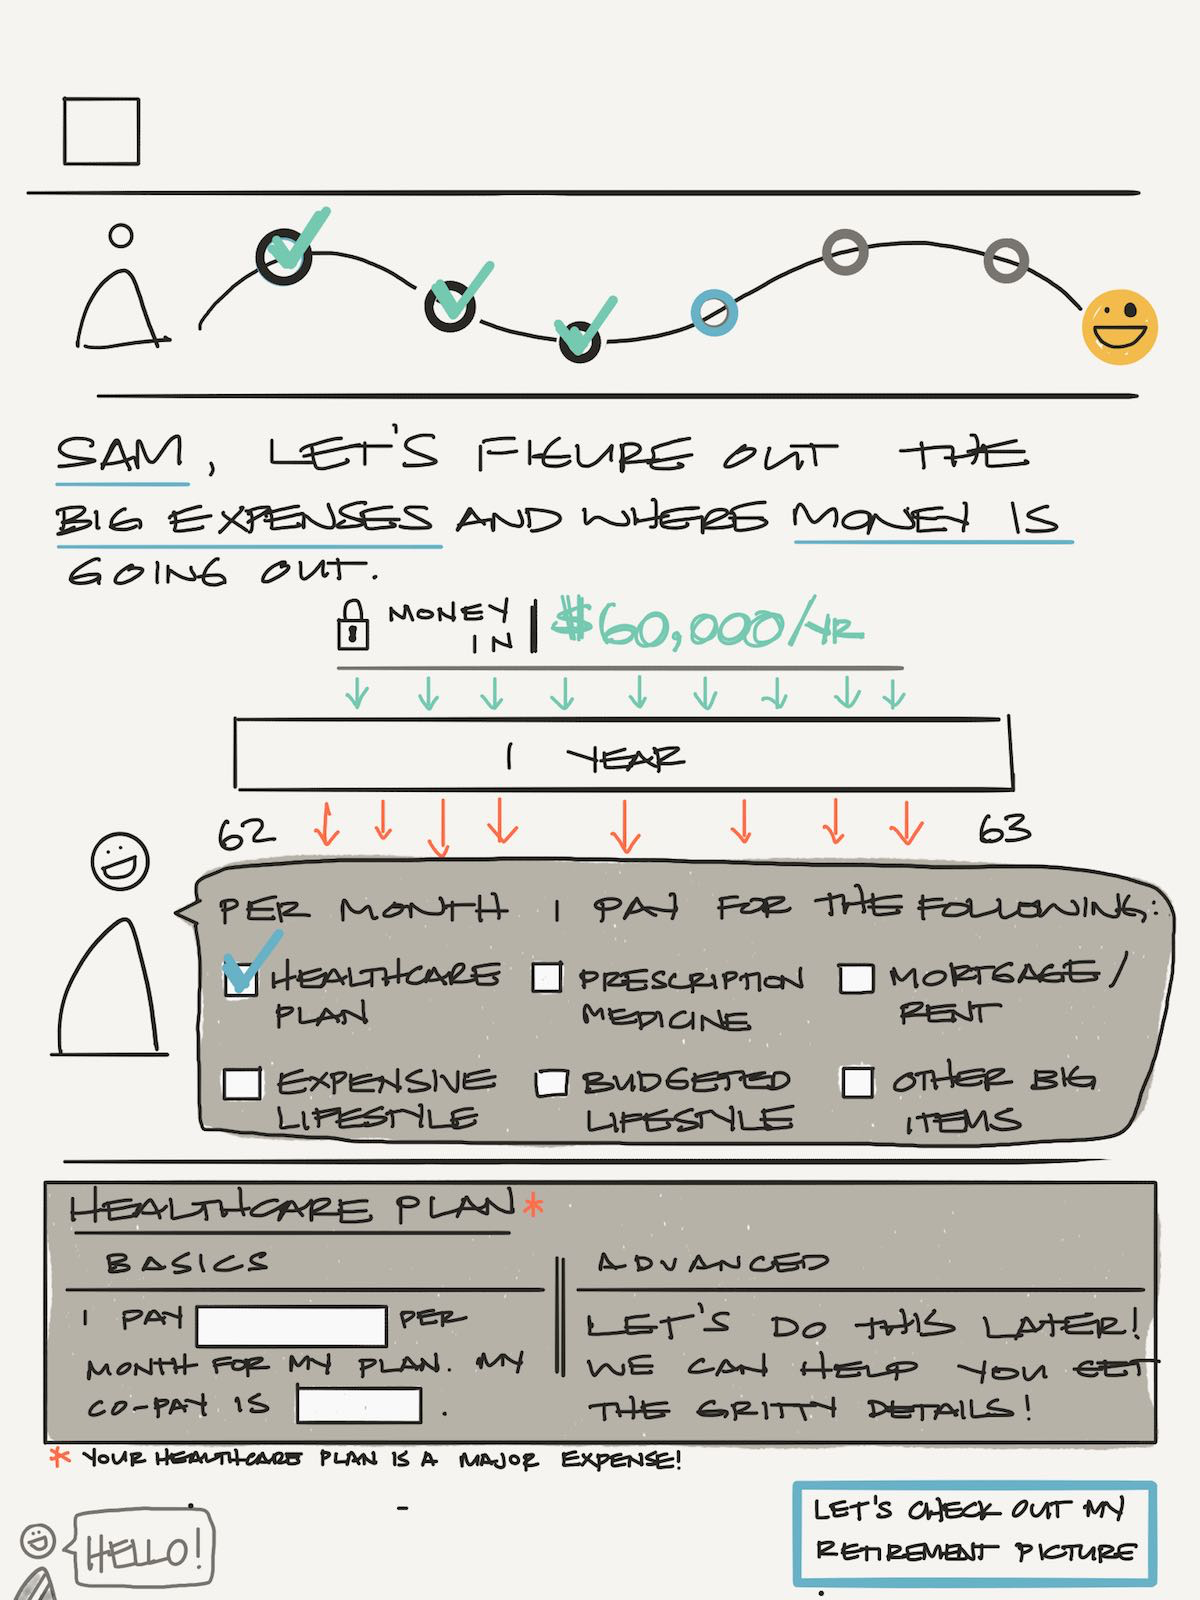 SAM, LET'S FIGURE OUT THE
BIG EXPENSES AND WHERE MONEY IS
GOING OUT.
MONEY IN | $60,000/YR
1 YEAR
62 63
PER MONTH I PAY FOR THE FOLLOWING:
HEALTHCARE PLAN
PRESCRIPTION MEDICINE
MORTGAGE/ RENT
EXPENSIVE LIFESTYLE
BUDGETED LIFESTYLE
OTHER BIG ITEMS
HEALTHCARE PLAN*
BASICS
I PAY PER
MONTH FOR MY PLAN. MY
CO-PAY IS .
ADVANCED
LET'S DO THIS LATER!
WE CAN HELP YOU GET
THE GRITTY DETAILS!
* YOUR HEALTHCARE PLAN IS A MAJOR EXPENSE!
HELLO!
LET'S CHECK OUT MY
RETIREMENT PICTURE